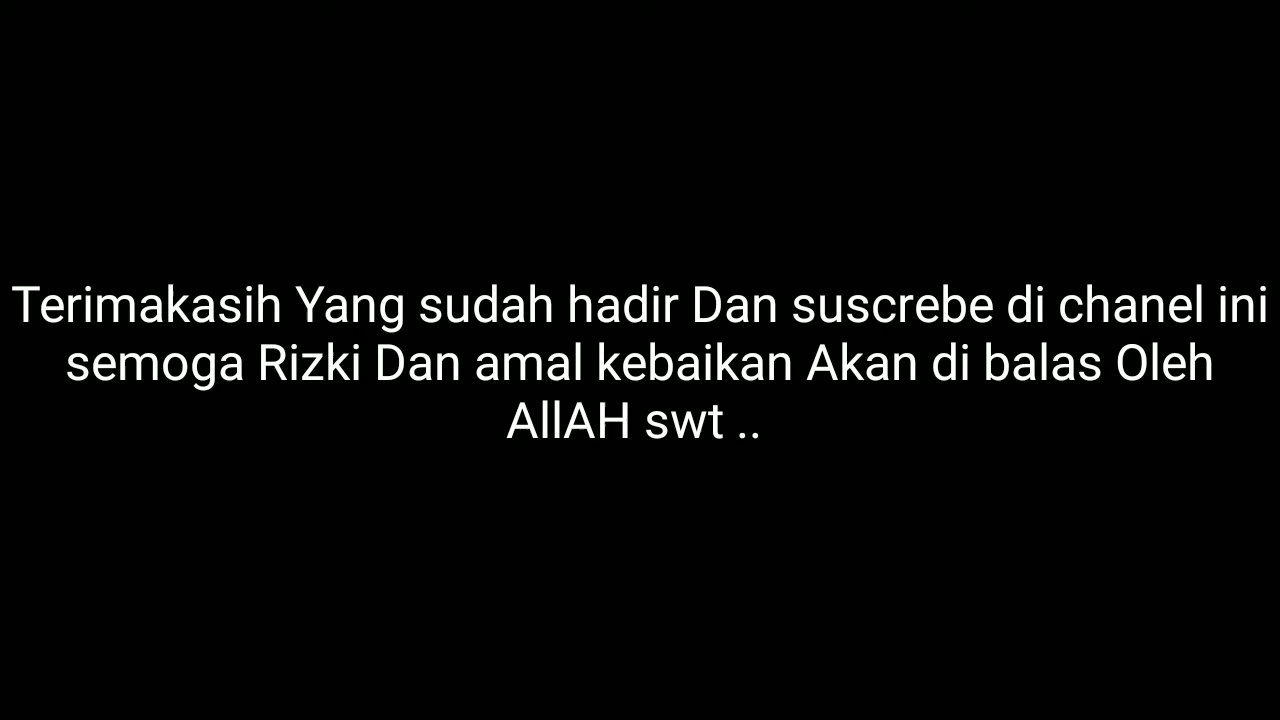 Terimakasih Yang sudah hadir Dan suscrebe di chanel ini
semoga Rizki Dan amal kebaikan Akan di balas Oleh
AllAH swt ..